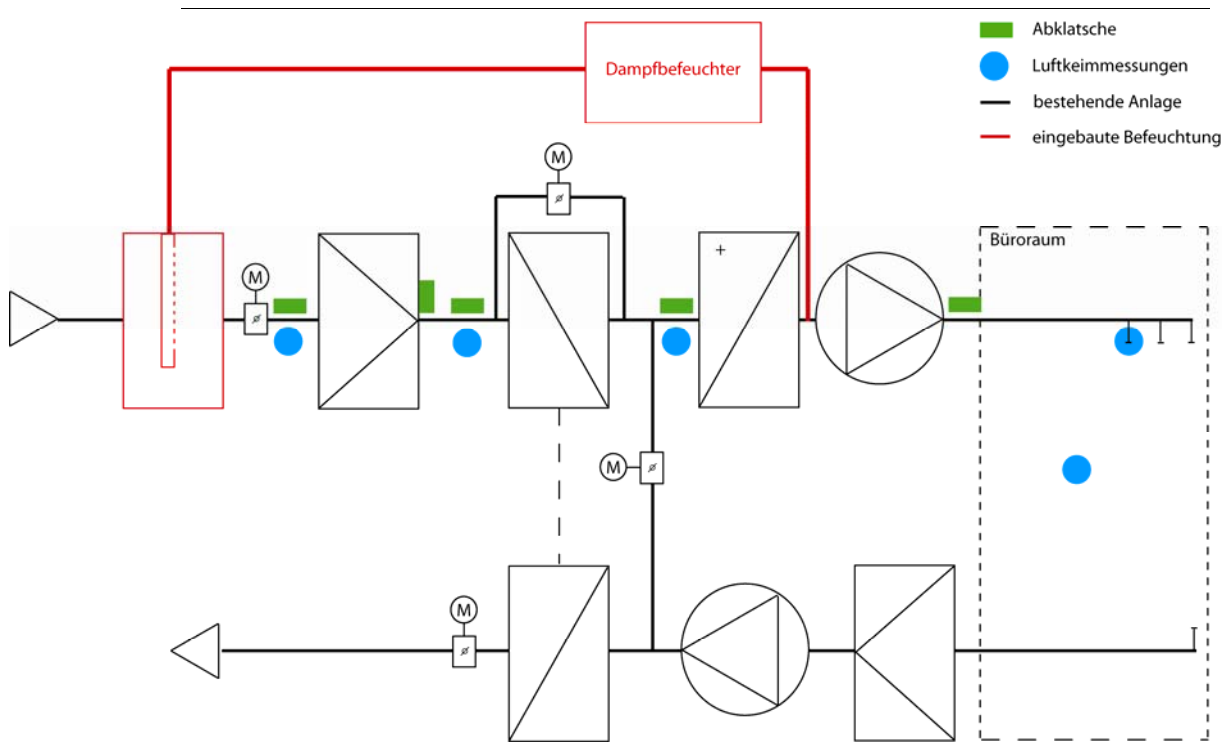 Abklatsche
Luftkeimmessungen
bestehende Anlage
eingebaute Befeuchtung
Dampfbefeuchter
M
M
+
Büroraum
M
M